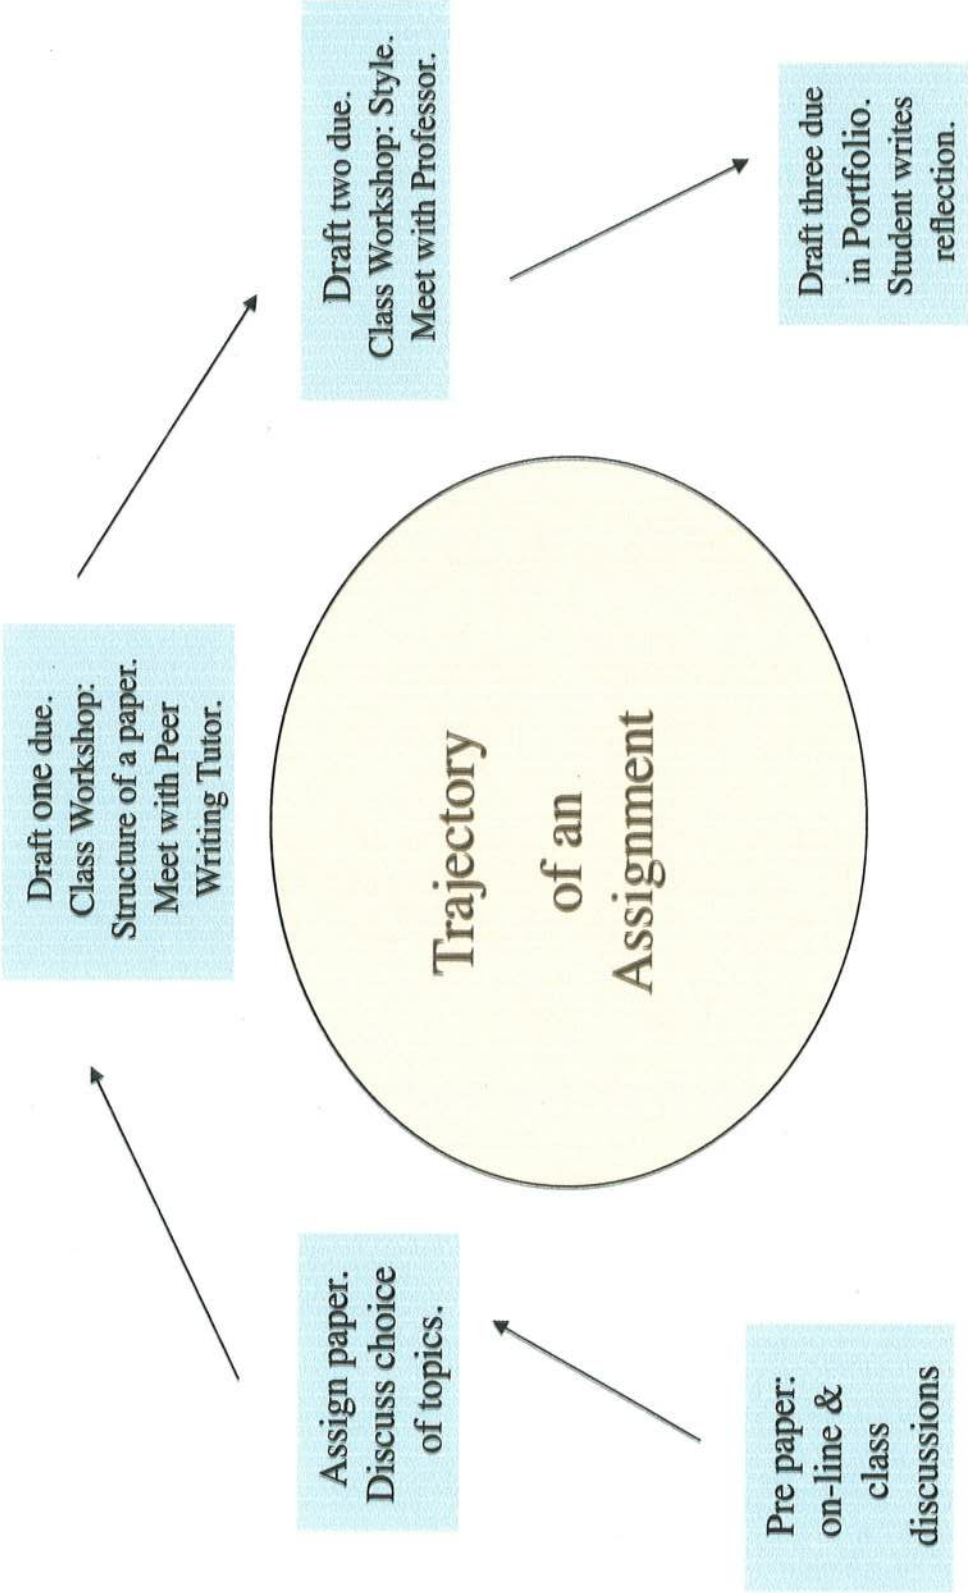 Trajectory
of an
Assignment
Pre paper:
on-line &
class
discussions
Assign paper.
Discuss choice
of topics.
Draft one due.
Class Workshop:
Structure of a paper.
Meet with Peer
Writing Tutor.
Draft two due.
Class Workshop: Style.
Meet with Professor.
Draft three due
in Portfolio.
Student writes
reflection.